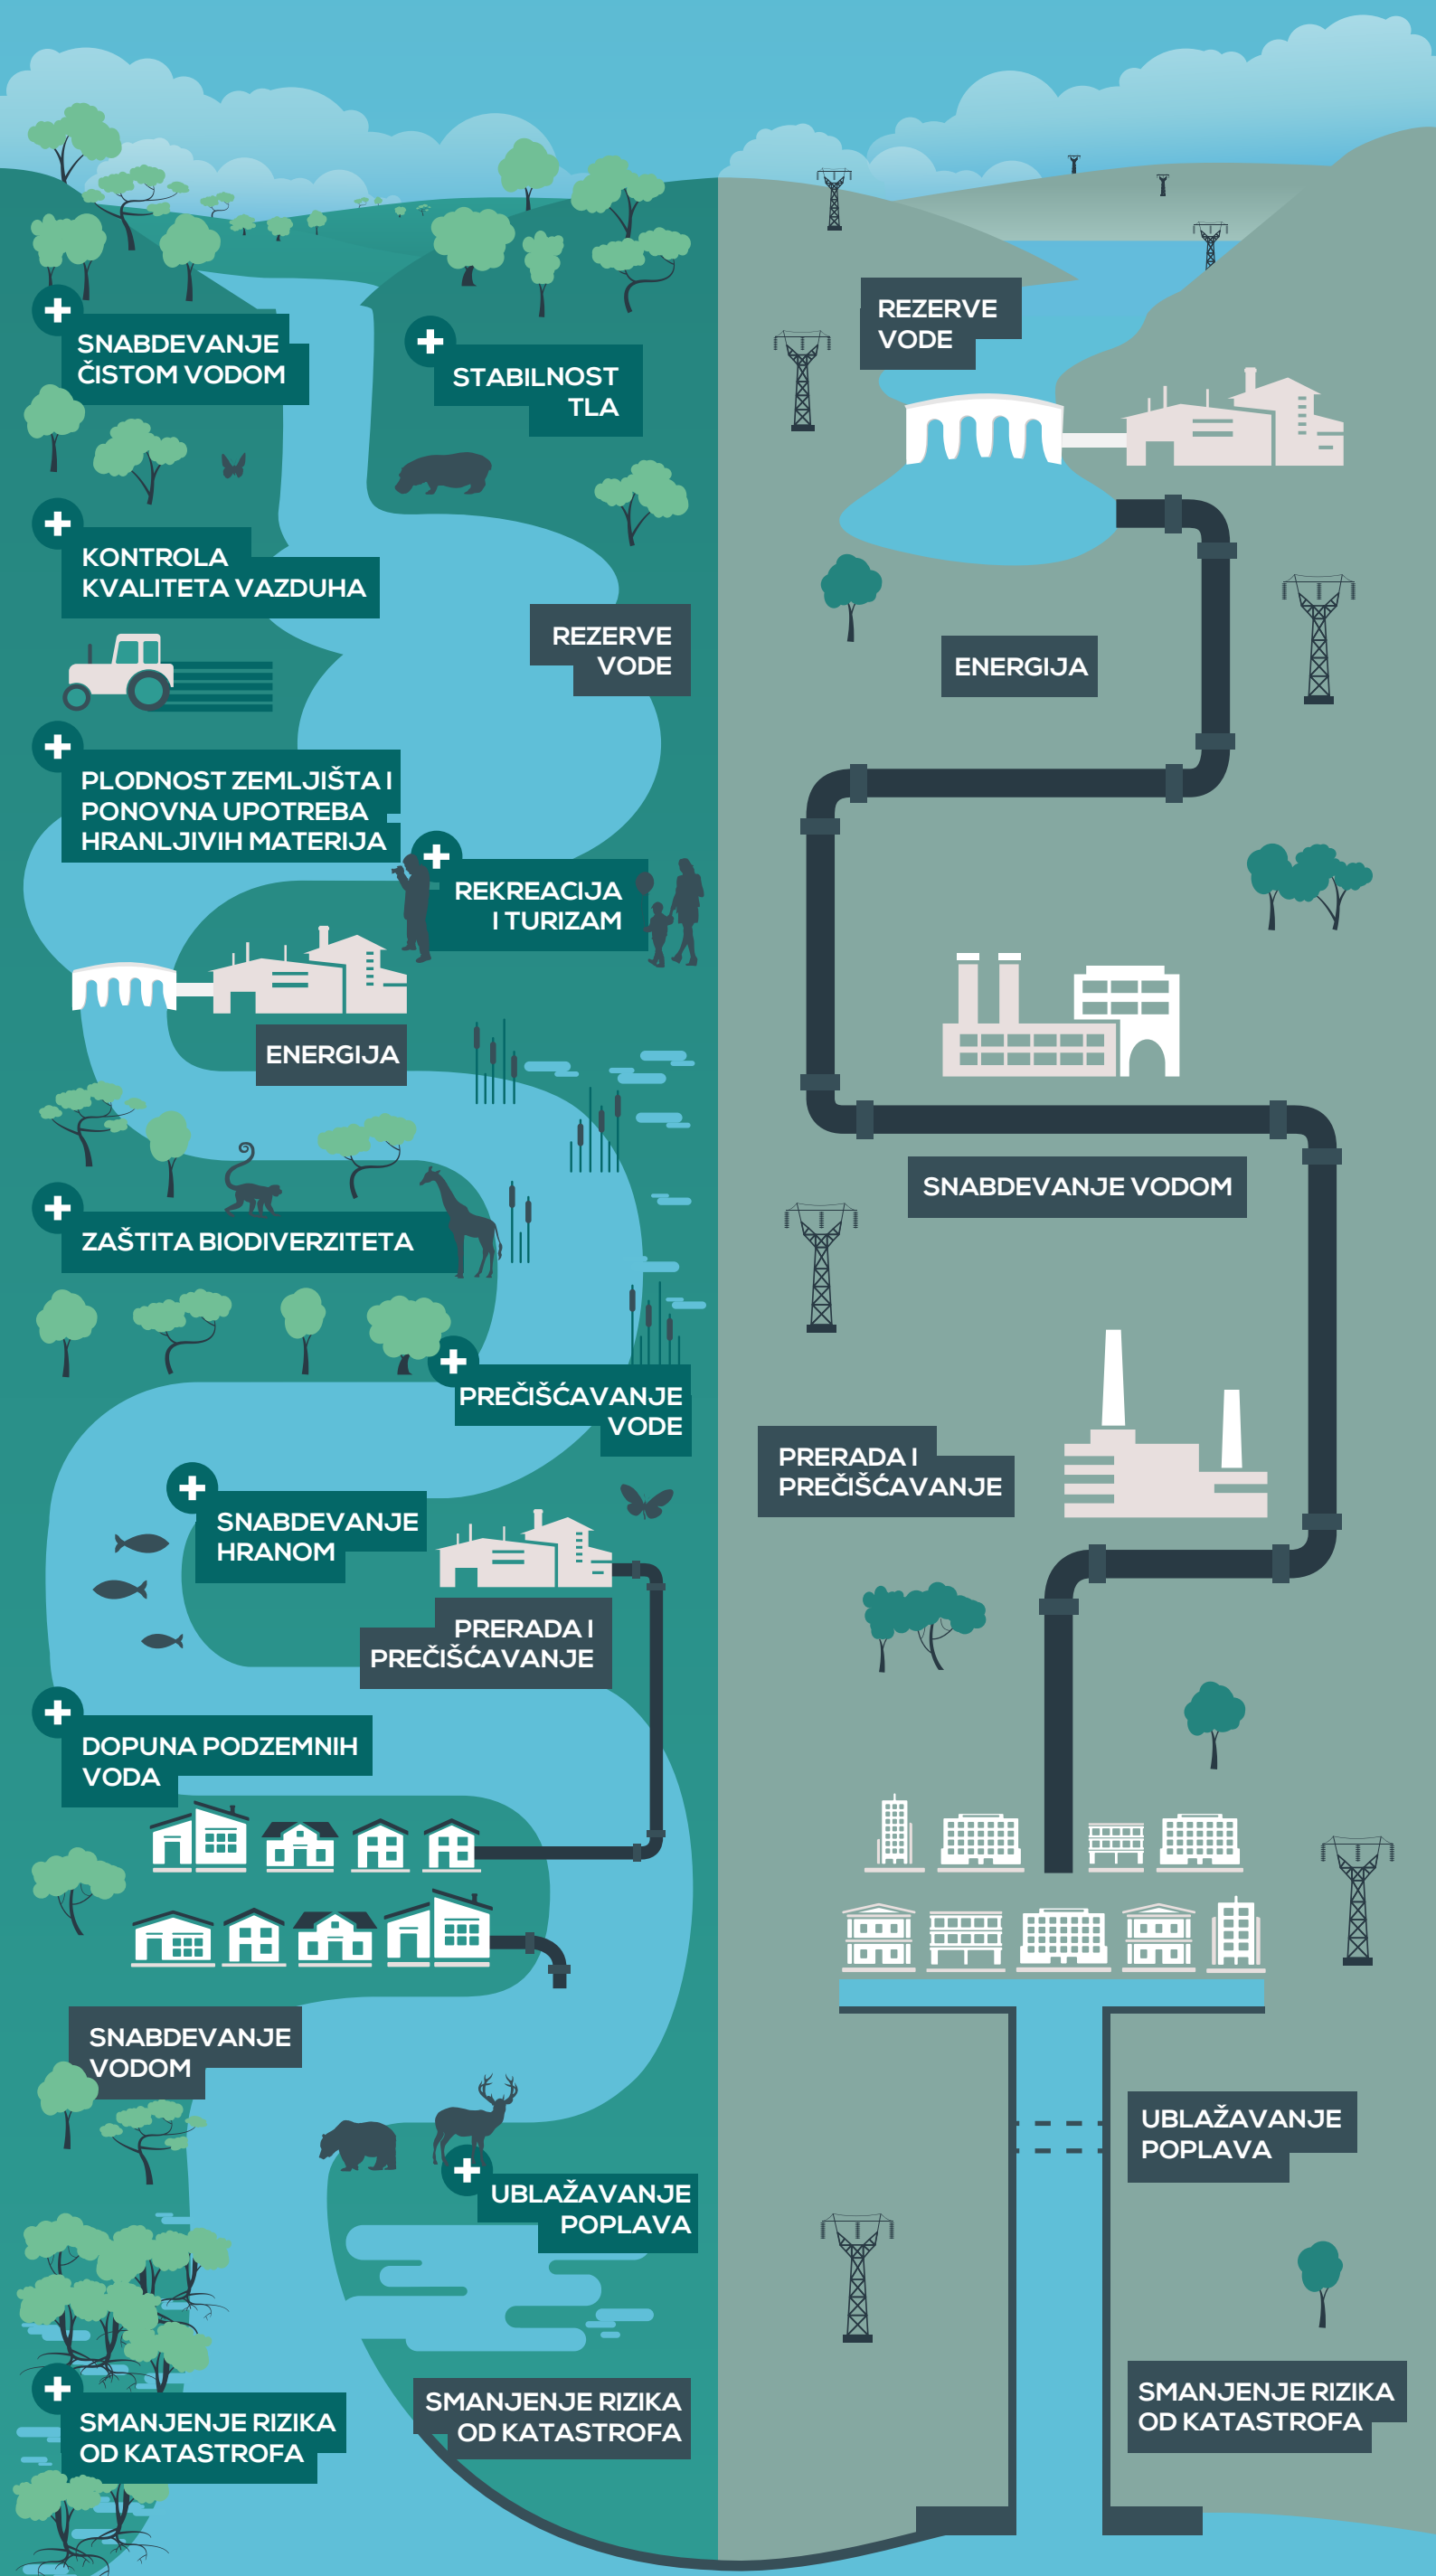 SNABDEVANJE
ČISTOM VODOM
STABILNOST
TLA
KONTROLA
KVALITETA VAZDUHA
REZERVE
VODE
PLODNOST ZEMLJIŠTA I
PONOVNA UPOTREBA
HRANLJIVIH MATERIJA
REKREACIJA
I TURIZAM
ENERGIJA
ZAŠTITA BIODIVERZITETA
PREČIŠĆAVANJE
VODE
SNABDEVANJE
HRANOM
PRERADA I
PREČIŠĆAVANJE
DOPUNA PODZEMNIH
VODA
SNABDEVANJE
VODOM
UBLAŽAVANJE
POPLAVA
SMANJENJE RIZIKA
OD KATASTROFA
SMANJENJE RIZIKA
OD KATASTROFA
REZERVE
VODE
ENERGIJA
SNABDEVANJE VODOM
PRERADA I
PREČIŠĆAVANJE
UBLAŽAVANJE
POPLAVA
SMANJENJE RIZIKA
OD KATASTROFA